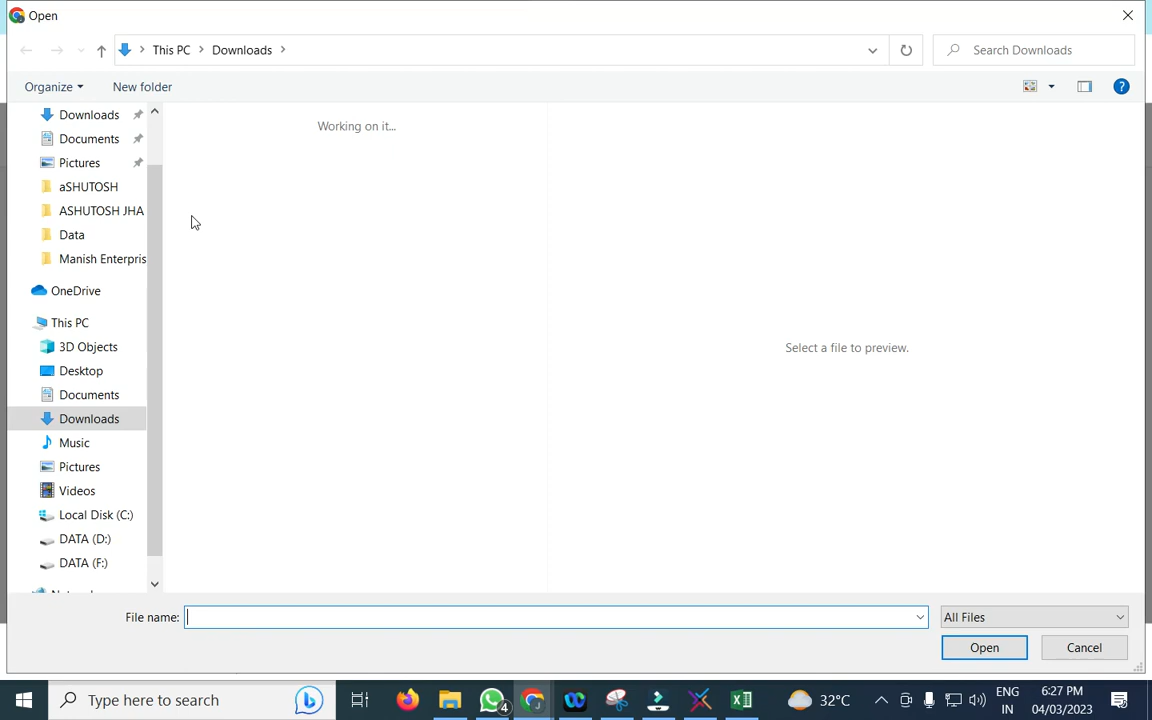 Open
This PC > Downloads >
Search Downloads
Organize
New folder
Downloads
Documents
Pictures
aSHUTOSH
ASHUTOSH JHA
Data
Manish Enterpris
OneDrive
This PC
3D Objects
Desktop
Documents
Downloads
Music
Pictures
Videos
Local Disk (C:)
DATA (D:)
DATA (F:)
Working on it...
Select a file to preview.
File name:
All Files
Open
Cancel
Type here to search
4
32°C
ENG
IN
6:27 PM
04/03/2023